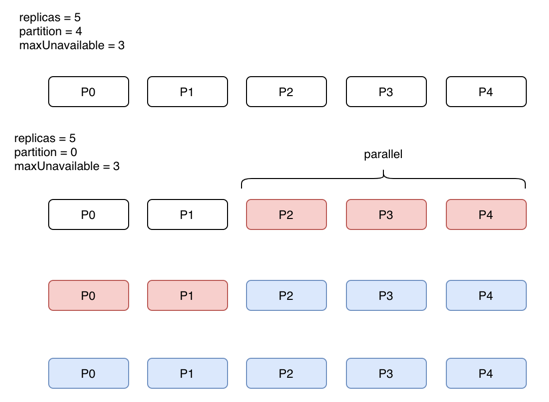 replicas = 5
partition = 4
maxUnavailable = 3
P0 P1 P2 P3 P4
replicas = 5
partition = 0
maxUnavailable = 3
parallel
P0 P1 P2 P3 P4
P0 P1 P2 P3 P4
P0 P1 P2 P3 P4